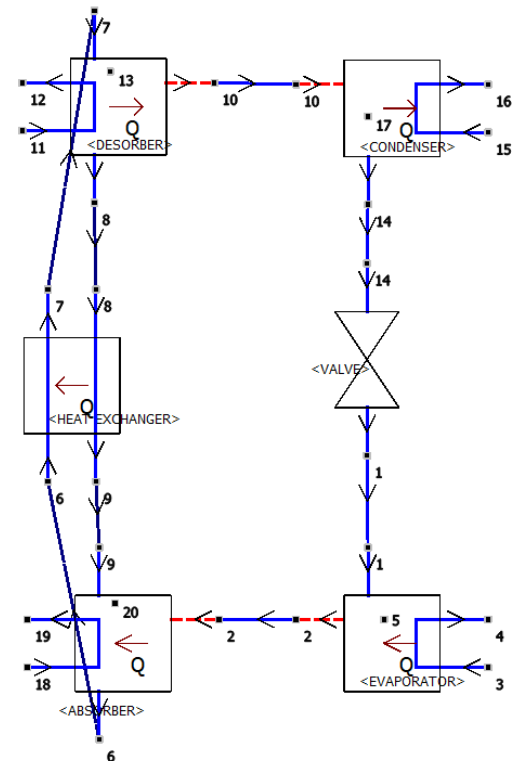 7
13
12
10
10
16
17
Q
Q
11
<DESORBER>
<CONDENSER>
15
8
14
7
8
14
<VALVE>
Q
<HEAT EXCHANGER>
6
9
1
9
1
20
5
19
2
2
4
Q
Q
18
3
<ABSORBER>
<EVAPORATOR>
6